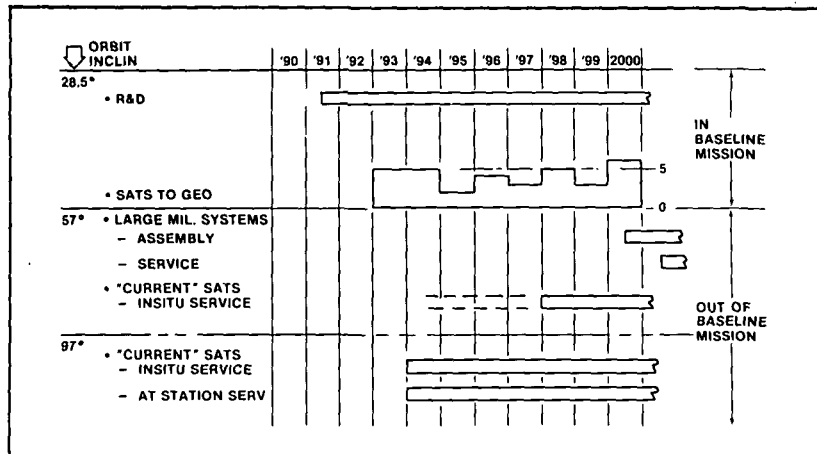 ORBIT
INCLIN
'90 '91 '92 '93 '94 '95 '96 '97 '98 '99 2000
28.5°
• R&D
IN
BASELINE
MISSION
5
• SATS TO GEO
0
57° • LARGE MIL. SYSTEMS
– ASSEMBLY
– SERVICE
• "CURRENT" SATS
– INSITU SERVICE
OUT OF
BASELINE
MISSION
97°
• "CURRENT" SATS
– INSITU SERVICE
– AT STATION SERV